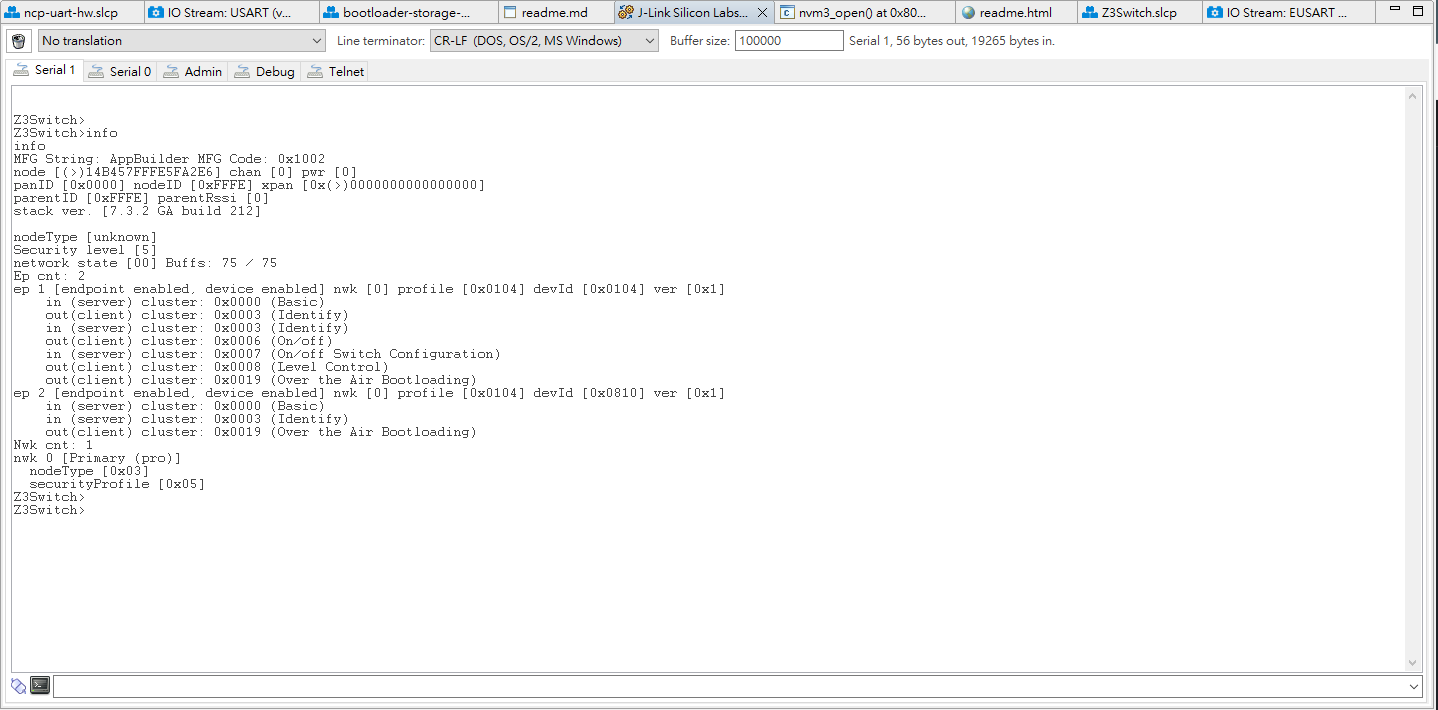 ncp-uart-hw.slcp
IO Stream: USART (v...
bootloader-storage-...
readme.md
J-Link Silicon Labs...
nvm3_open() at 0x80...
readme.html
Z3Switch.slcp
IO Stream: EUSART ...
No translation
Line terminator:
CR-LF (DOS, OS/2, MS Windows)
Buffer size:
100000
Serial 1, 56 bytes out, 19265 bytes in.
Serial 1
Serial 0
Admin
Debug
Telnet
Z3Switch>
Z3Switch>info
info
MFG String: AppBuilder MFG Code: 0x1002
node [(>)14B457FFFE5FA2E6] chan [0] pwr [0]
panID [0x0000] nodeID [0xFFFE] xpan [0x(>)0000000000000000]
parentID [0xFFFE] parentRssi [0]
stack ver. [7.3.2 GA build 212]
nodeType [unknown]
Security level [5]
network state [00] Buffs: 75 / 75
Ep cnt: 2
ep 1 [endpoint enabled, device enabled] nwk [0] profile [0x0104] devId [0x0104] ver [0x1]
in (server) cluster: 0x0000 (Basic)
out(client) cluster: 0x0003 (Identify)
in (server) cluster: 0x0003 (Identify)
out(client) cluster: 0x0006 (On/off)
in (server) cluster: 0x0007 (On/off Switch Configuration)
out(client) cluster: 0x0008 (Level Control)
out(client) cluster: 0x0019 (Over the Air Bootloading)
ep 2 [endpoint enabled, device enabled] nwk [0] profile [0x0104] devId [0x0810] ver [0x1]
in (server) cluster: 0x0000 (Basic)
in (server) cluster: 0x0003 (Identify)
out(client) cluster: 0x0019 (Over the Air Bootloading)
Nwk cnt: 1
nwk 0 [Primary (pro)]
nodeType [0x03]
securityProfile [0x05]
Z3Switch>
Z3Switch>